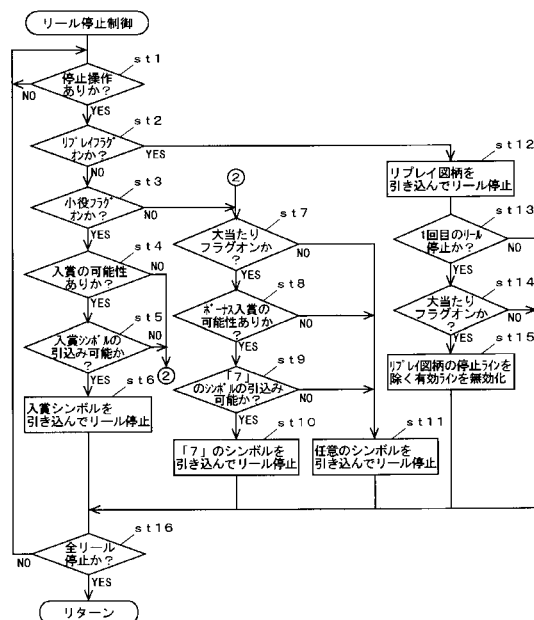 リール停止制御
st1
停止操作
ありか?
NO
YES
st2
リプレイフラグ
オンか?
YES
NO
st3
小役フラグ
オンか?
NO
YES
st4
入賞の可能性
ありか?
NO
YES
st5
入賞シンボルの
引込み可能か?
NO
YES
②
st6
入賞シンボルを
引き込んでリール停止
②
st7
大当たり
フラグオンか
?
NO
YES
st8
ボーナス入賞の
可能性ありか
?
NO
YES
st9
「7」
のシンボルの引込み
可能か?
NO
YES
st10
「7」のシンボルを
引き込んでリール停止
st11
任意のシンボルを
引き込んでリール停止
st12
リプレイ図柄を
引き込んでリール停止
st13
1回目のリール
停止か?
NO
YES
st14
大当たり
フラグオンか
?
NO
YES
st15
リプレイ図柄の停止ラインを
除く有効ラインを無効化
st16
全リール
停止か?
NO
YES
リターン